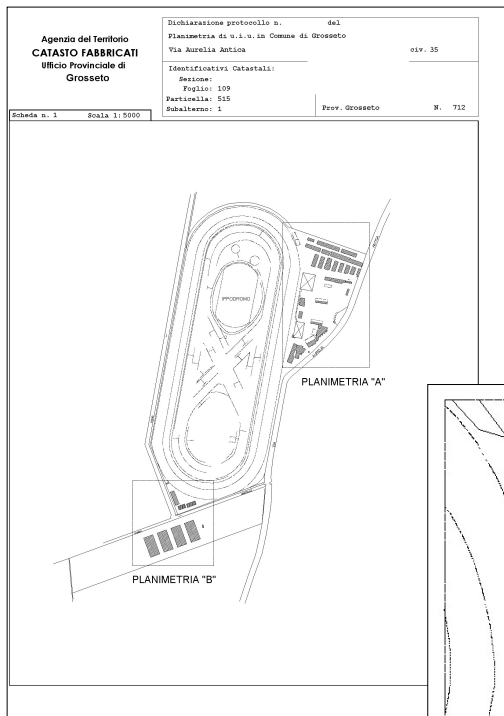 Agenzia del Territorio
CATASTO FABBRICATI
Ufficio Provinciale di
Grosseto
Dichiarazione protocollo n. del
Planimetria di u.i.u. in Comune di Grosseto
Via Aurelia Antica civ. 35
Identificativi Catastali:
Sezione:
Foglio: 109
Particella: 515
Subalterno: 1
Prov. Grosseto N. 712
Scheda n. 1 Scala 1:5000
IPPODROMO
PLANIMETRIA "A"
PLANIMETRIA "B"